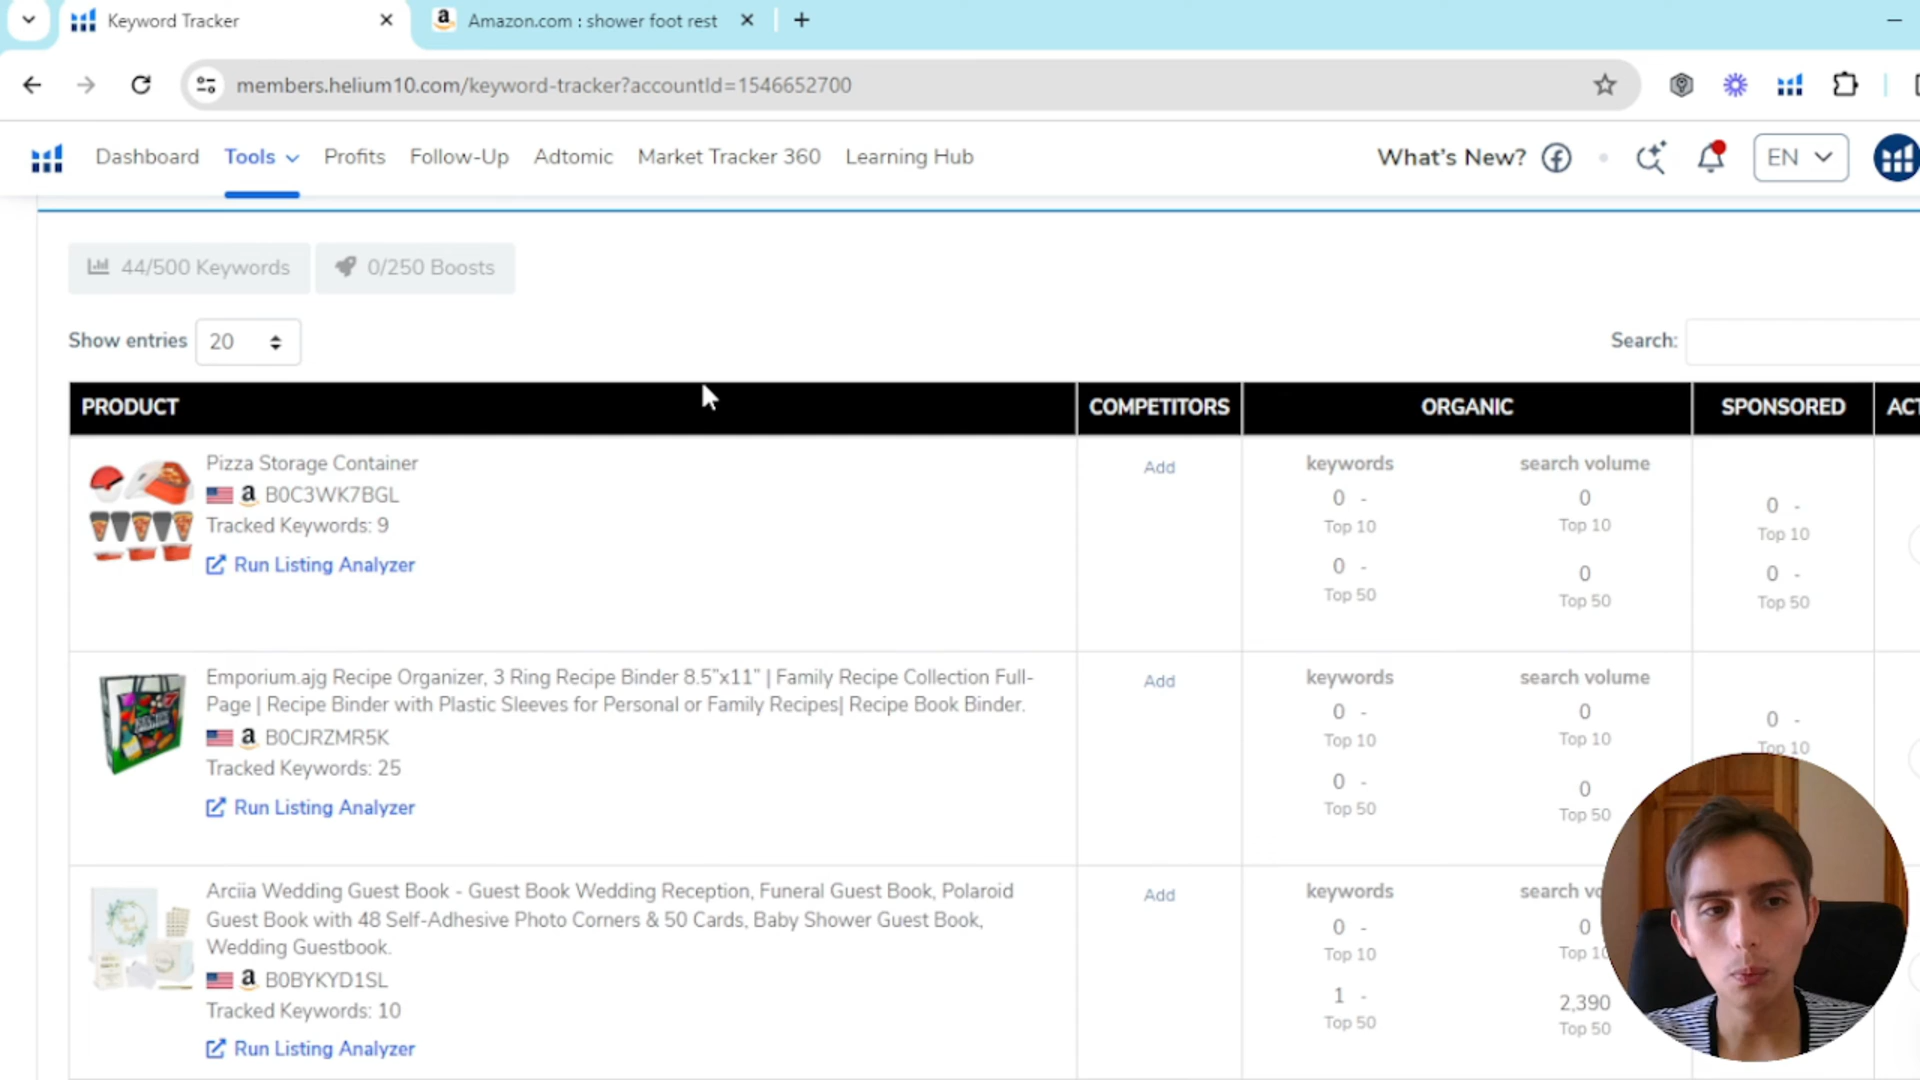 Keyword Tracker
Amazon.com : shower foot rest
members.helium10.com/keyword-tracker?accountId=1546652700
Dashboard Tools Profits Follow-Up Adtomic Market Tracker 360 Learning Hub What's New? EN
44/500 Keywords 0/250 Boosts
Show entries 20 Search:
PRODUCT COMPETITORS ORGANIC SPONSORED ACT
Pizza Storage Container
B0C3WK7BGL
Tracked Keywords: 9
Run Listing Analyzer
Add
keywords search volume
0 - 0 0 -
Top 10 Top 10 Top 10
0 - 0 0 -
Top 50 Top 50 Top 50
Emporium.ajg Recipe Organizer, 3 Ring Recipe Binder 8.5”x11” | Family Recipe Collection Full-
Page | Recipe Binder with Plastic Sleeves for Personal or Family Recipes| Recipe Book Binder.
B0CJRZMR5K
Tracked Keywords: 25
Run Listing Analyzer
Add
keywords search volume
0 - 0 0 -
Top 10 Top 10 Top 10
0 - 0
Top 50 Top 50
Arciia Wedding Guest Book - Guest Book Wedding Reception, Funeral Guest Book, Polaroid
Guest Book with 48 Self-Adhesive Photo Corners & 50 Cards, Baby Shower Guest Book,
Wedding Guestbook.
B0BYKYD1SL
Tracked Keywords: 10
Run Listing Analyzer
Add
keywords search vo
0 - 0
Top 10 Top 10
1 - 2,390
Top 50 Top 50